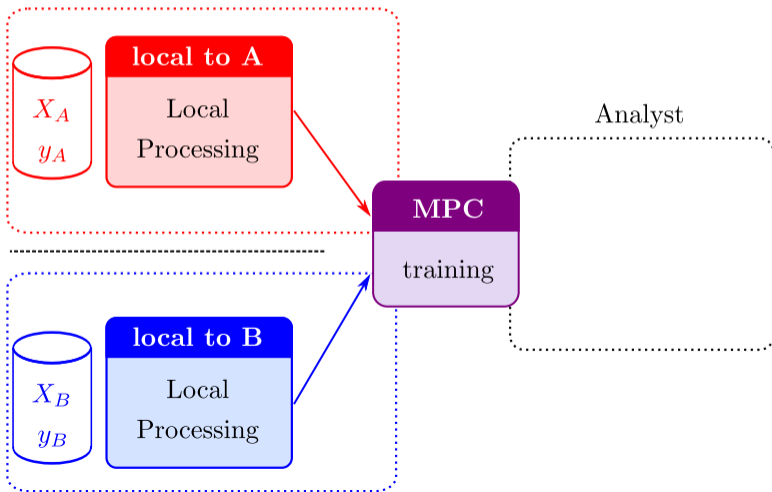 local to A
X_A
y_A
Local
Processing
Analyst
MPC
training
local to B
X_B
y_B
Local
Processing